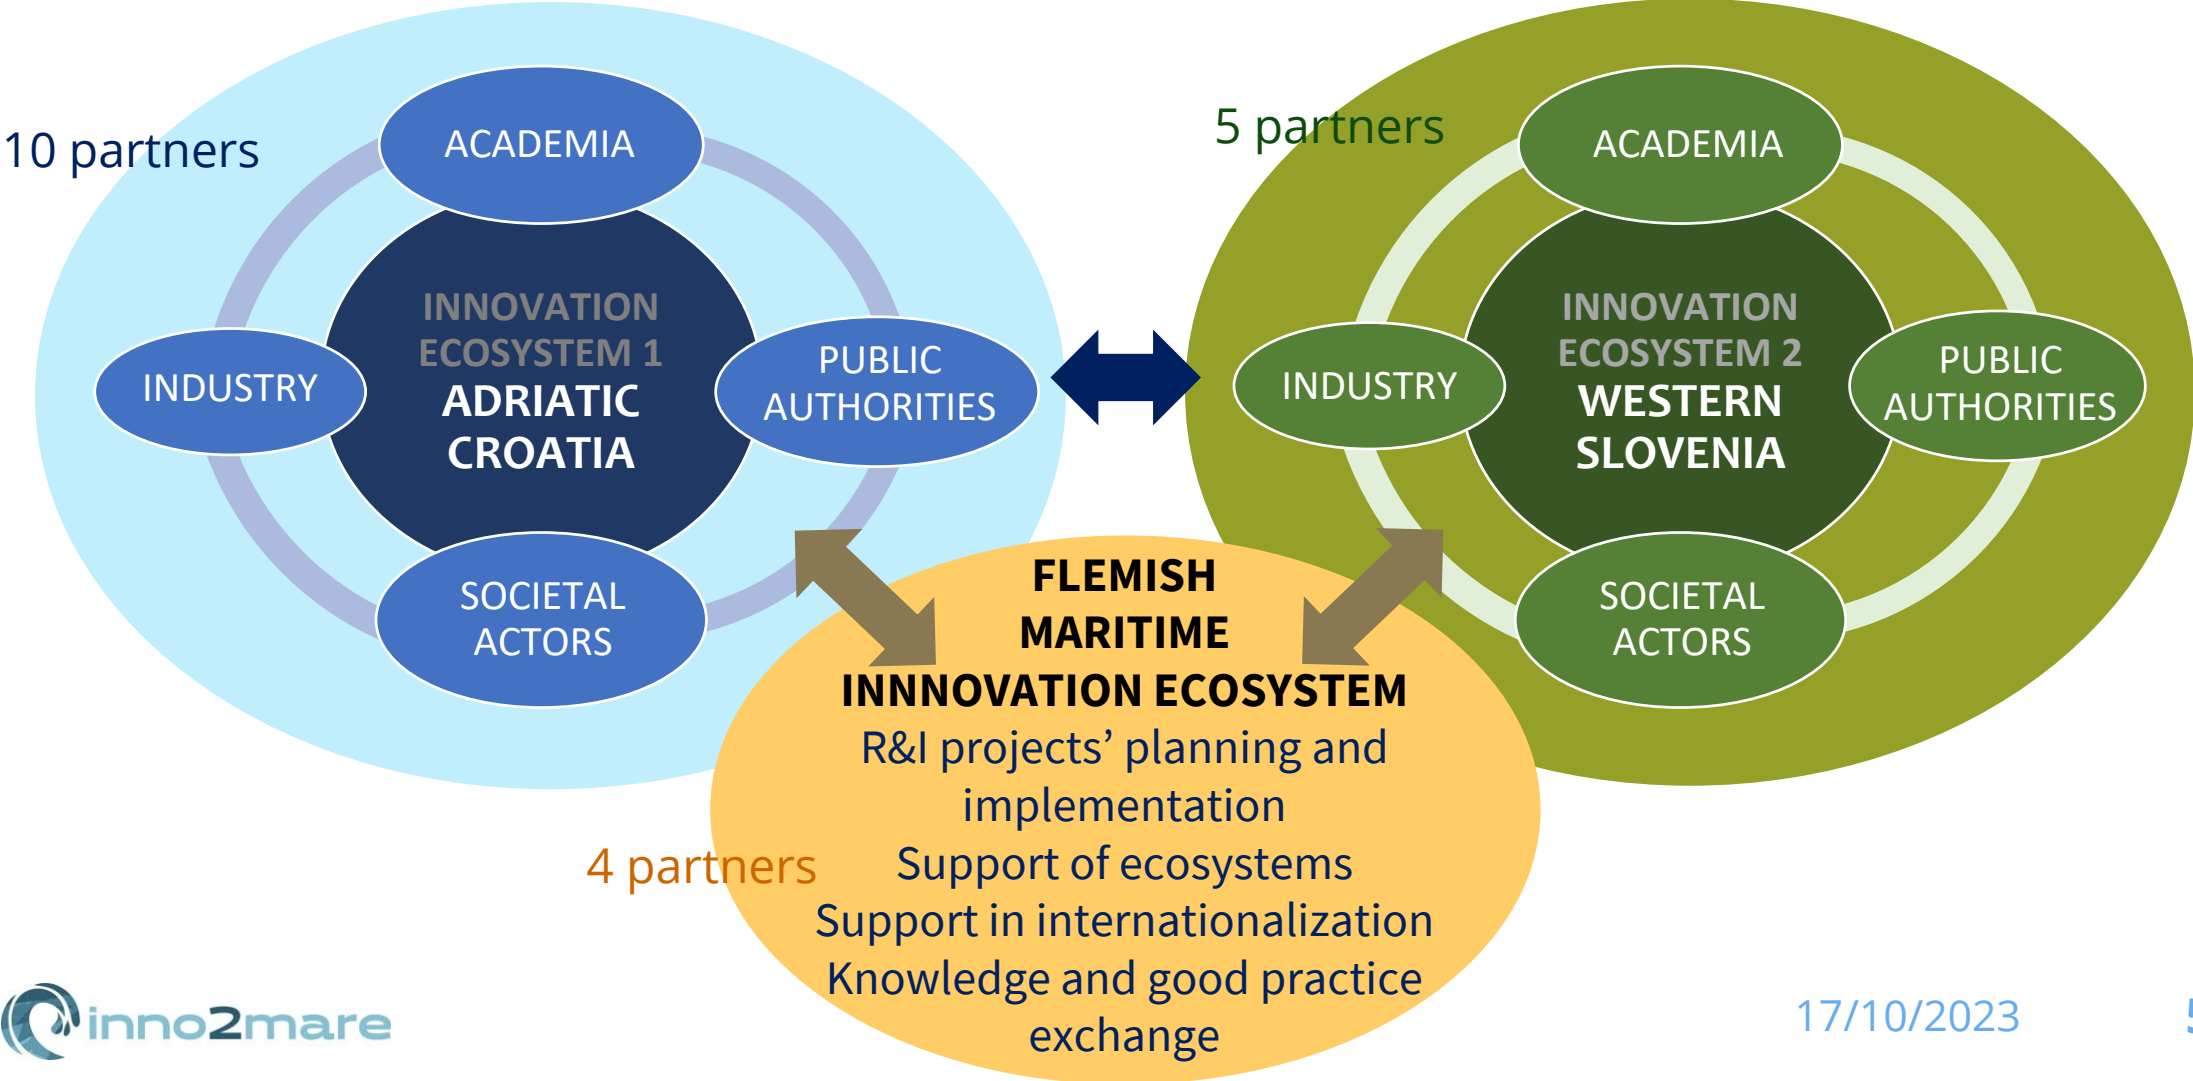 10 partners
ACADEMIA
INNOVATION
ECOSYSTEM 1
ADRIATIC
CROATIA
INDUSTRY
PUBLIC
AUTHORITIES
SOCIETAL
ACTORS
5 partners
ACADEMIA
INNOVATION
ECOSYSTEM 2
WESTERN
SLOVENIA
INDUSTRY
PUBLIC
AUTHORITIES
SOCIETAL
ACTORS
FLEMISH
MARITIME
INNNOVATION ECOSYSTEM
R&I projects’ planning and
implementation
Support of ecosystems
Support in internationalization
Knowledge and good practice
exchange
4 partners
inno2mare
17/10/2023